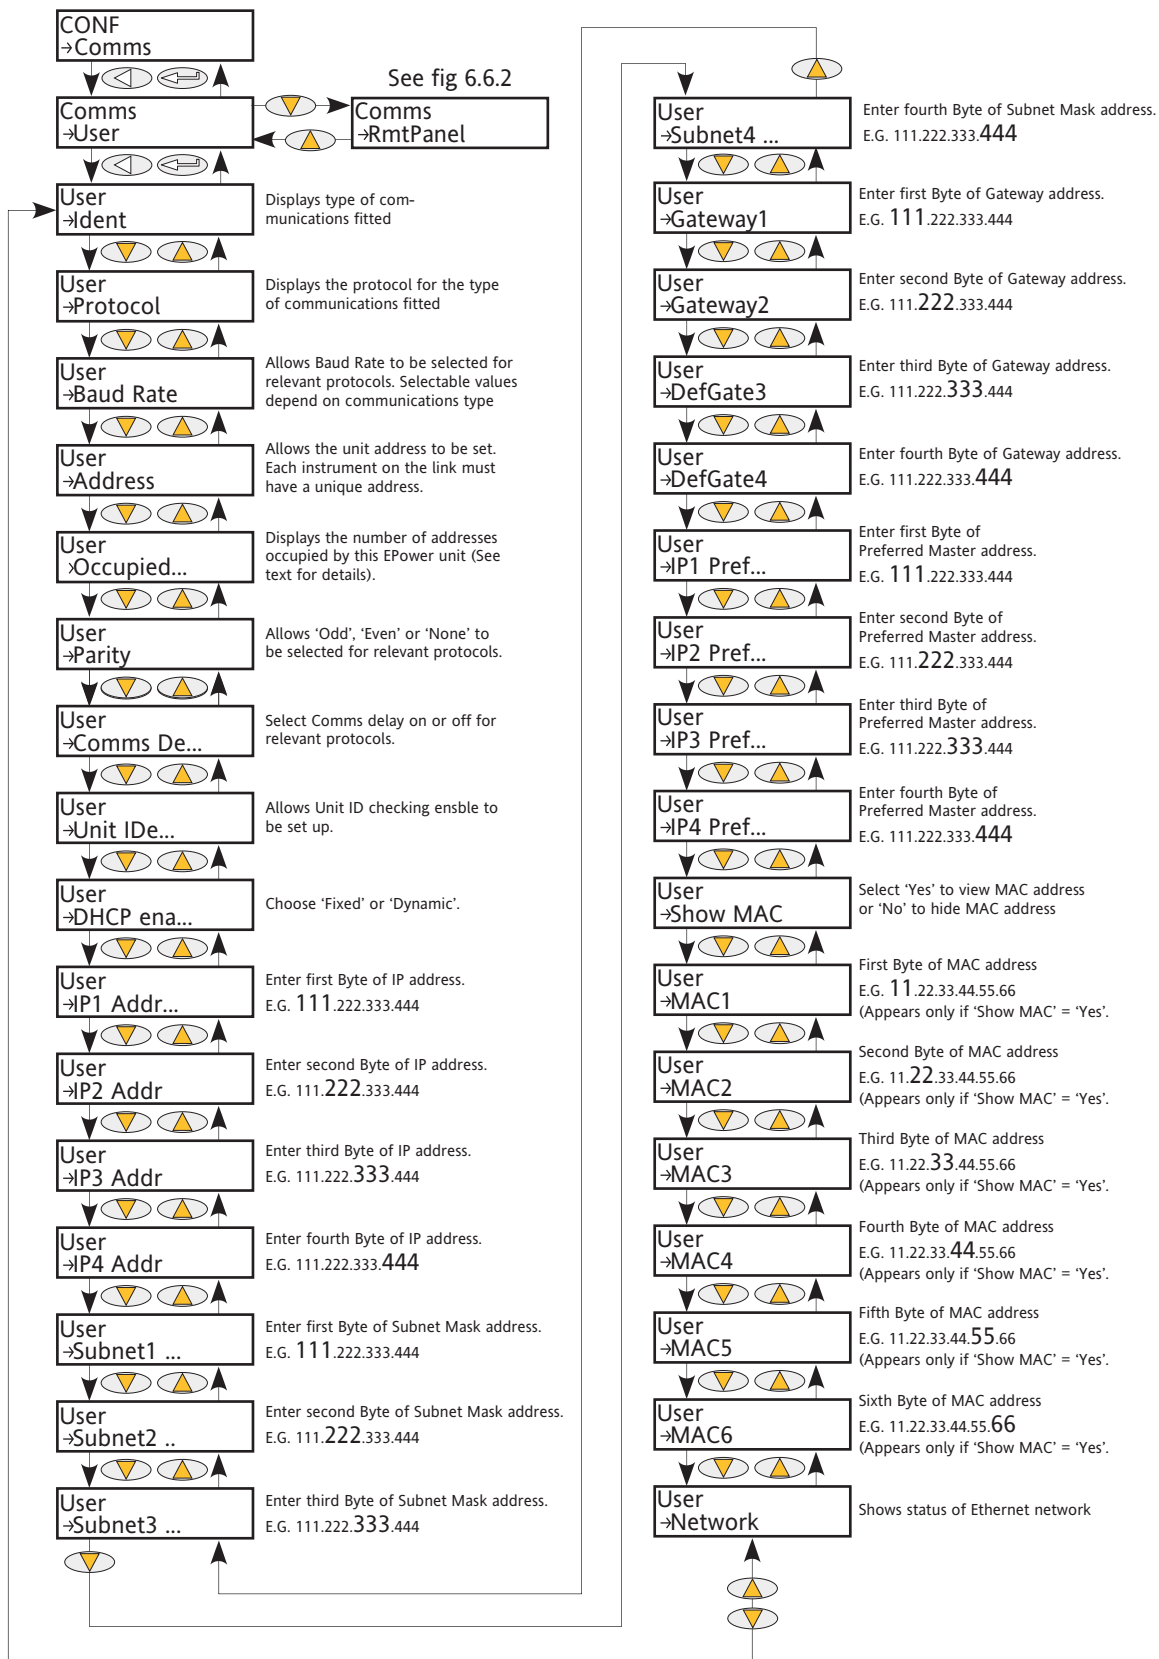 CONF
→Comms
See fig 6.6.2
Comms
→User
Comms
→RmtPanel
User
→Ident
Displays type of com-
munications fitted
User
→Protocol
Displays the protocol for the type
of communications fitted
User
→Baud Rate
Allows Baud Rate to be selected for
relevant protocols. Selectable values
depend on communications type
User
→Address
Allows the unit address to be set.
Each instrument on the link must
have a unique address.
User
→Occupied...
Displays the number of addresses
occupied by this EPower unit (See
text for details).
User
→Parity
Allows ‘Odd’, ‘Even’ or ‘None’ to
be selected for relevant protocols.
User
→Comms De...
Select Comms delay on or off for
relevant protocols.
User
→Unit IDe...
Allows Unit ID checking ensble to
be set up.
User
→DHCP ena...
Choose ‘Fixed’ or ‘Dynamic’.
User
→IP1 Addr...
Enter first Byte of IP address.
E.G. 111.222.333.444
User
→IP2 Addr
Enter second Byte of IP address.
E.G. 111.222.333.444
User
→IP3 Addr
Enter third Byte of IP address.
E.G. 111.222.333.444
User
→IP4 Addr
Enter fourth Byte of IP address.
E.G. 111.222.333.444
User
→Subnet1 ...
Enter first Byte of Subnet Mask address.
E.G. 111.222.333.444
User
→Subnet2 ..
Enter second Byte of Subnet Mask address.
E.G. 111.222.333.444
User
→Subnet3 ...
Enter third Byte of Subnet Mask address.
E.G. 111.222.333.444
User
→Subnet4 ...
Enter fourth Byte of Subnet Mask address.
E.G. 111.222.333.444
User
→Gateway1
Enter first Byte of Gateway address.
E.G. 111.222.333.444
User
→Gateway2
Enter second Byte of Gateway address.
E.G. 111.222.333.444
User
→DefGate3
Enter third Byte of Gateway address.
E.G. 111.222.333.444
User
→DefGate4
Enter fourth Byte of Gateway address.
E.G. 111.222.333.444
User
→IP1 Pref...
Enter first Byte of
Preferred Master address.
E.G. 111.222.333.444
User
→IP2 Pref...
Enter second Byte of
Preferred Master address.
E.G. 111.222.333.444
User
→IP3 Pref...
Enter third Byte of
Preferred Master address.
E.G. 111.222.333.444
User
→IP4 Pref...
Enter fourth Byte of
Preferred Master address.
E.G. 111.222.333.444
User
→Show MAC
Select ‘Yes’ to view MAC address
or ‘No’ to hide MAC address
User
→MAC1
First Byte of MAC address
E.G. 11.22.33.44.55.66
(Appears only if ‘Show MAC’ = ‘Yes’.
User
→MAC2
Second Byte of MAC address
E.G. 11.22.33.44.55.66
(Appears only if ‘Show MAC’ = ‘Yes’.
User
→MAC3
Third Byte of MAC address
E.G. 11.22.33.44.55.66
(Appears only if ‘Show MAC’ = ‘Yes’.
User
→MAC4
Fourth Byte of MAC address
E.G. 11.22.33.44.55.66
(Appears only if ‘Show MAC’ = ‘Yes’.
User
→MAC5
Fifth Byte of MAC address
E.G. 11.22.33.44.55.66
(Appears only if ‘Show MAC’ = ‘Yes’.
User
→MAC6
Sixth Byte of MAC address
E.G. 11.22.33.44.55.66
(Appears only if ‘Show MAC’ = ‘Yes’.
User
→Network
Shows status of Ethernet network